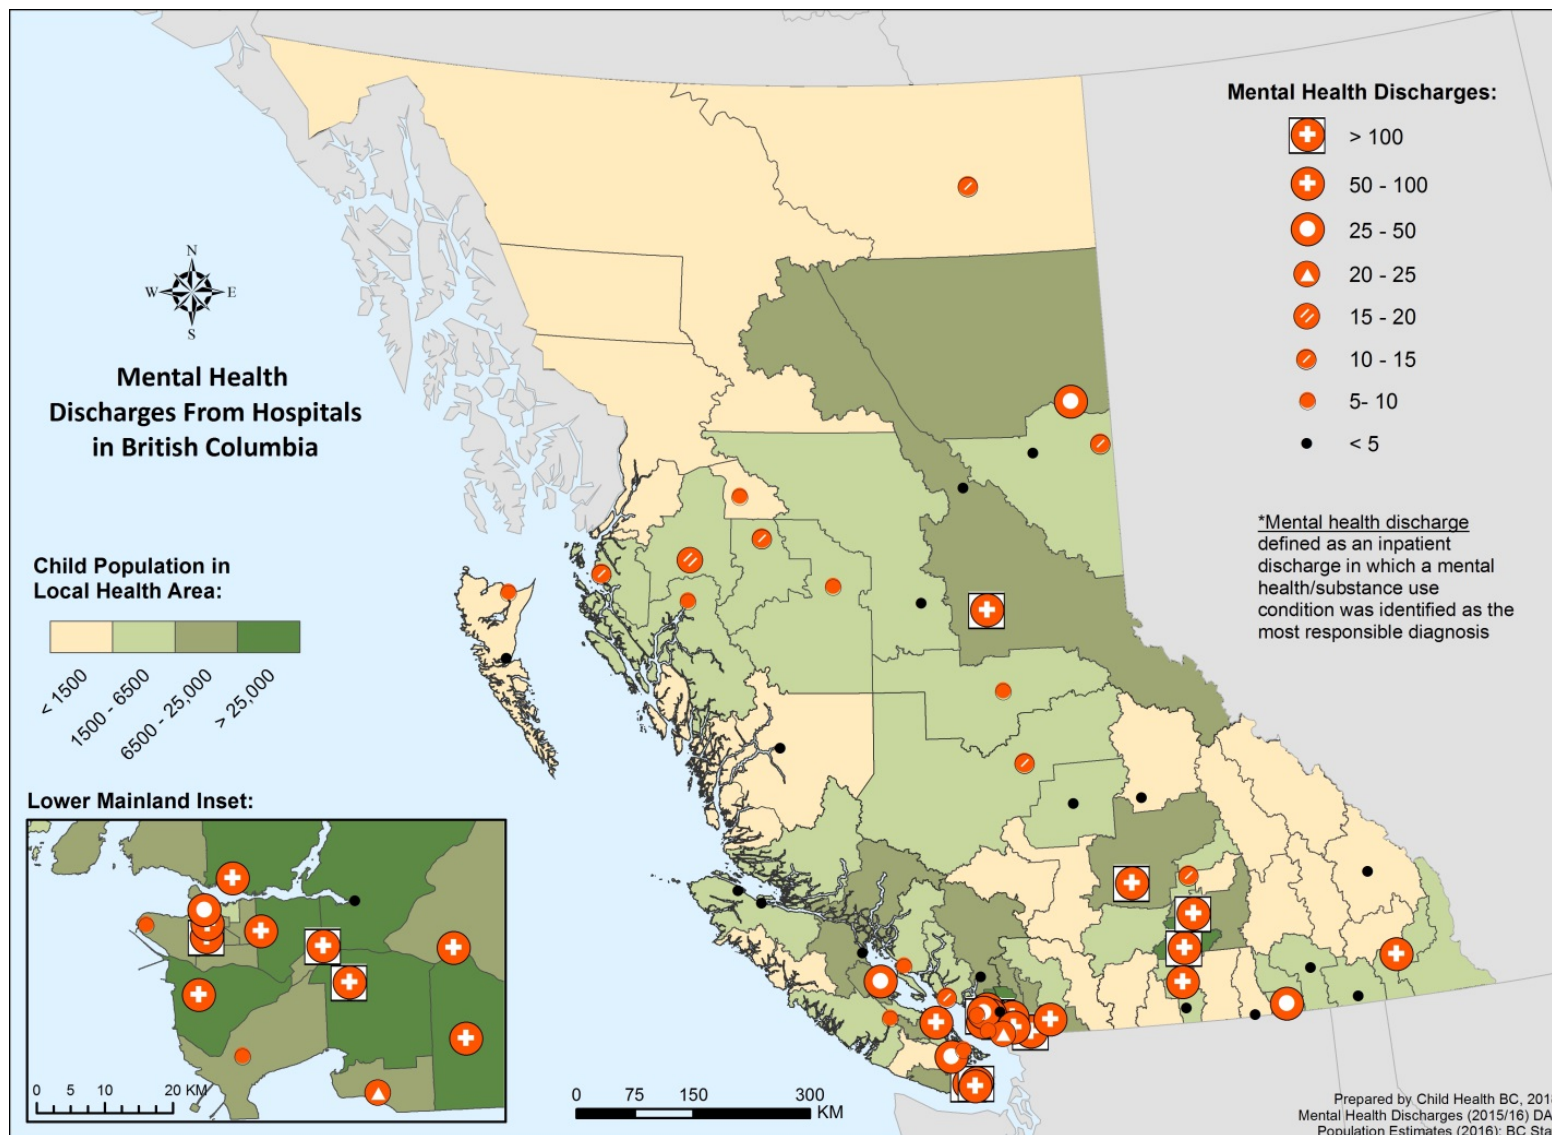 Mental Health Discharges:
> 100
50 - 100
25 - 50
20 - 25
15 - 20
10 - 15
5- 10
< 5
N
W E
S
Mental Health
Discharges From Hospitals
in British Columbia
*Mental health discharge
defined as an inpatient
discharge in which a mental
health/substance use
condition was identified as the
most responsible diagnosis
Child Population in
Local Health Area:
< 1500
1500 - 6500
6500 - 25,000
> 25,000
Lower Mainland Inset:
0 5 10 20 KM
0 75 150 300
KM
Prepared by Child Health BC, 2018
Mental Health Discharges (2015/16) DA
Population Estimates (2016): BC Sta